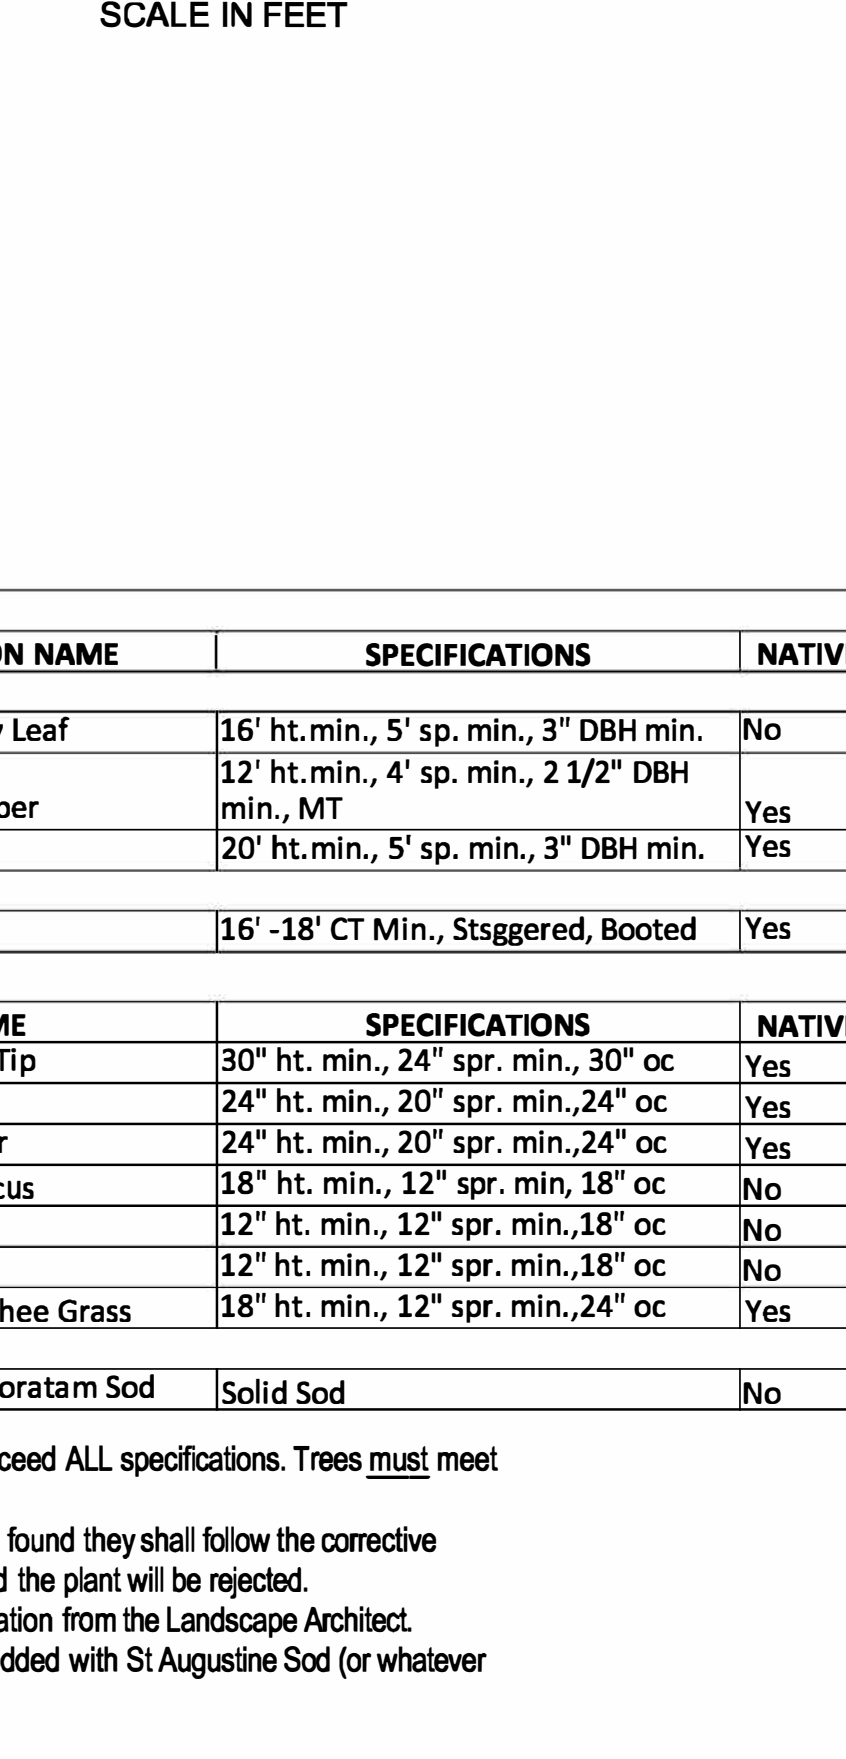 SCALE IN FEET
ON NAME SPECIFICATIONS NATIV
Leaf 16' ht.min., 5' sp. min., 3" DBH min. No
12' ht.min., 4' sp. min., 2 1/2" DBH
ber min., MT Yes
20' ht.min., 5' sp. min., 3" DBH min. Yes
16' -18' CT Min., Stsggered, Booted Yes
ME SPECIFICATIONS NATIV
Tip 30" ht. min., 24" spr. min., 30" oc Yes
24" ht. min., 20" spr. min.,24" oc Yes
r 24" ht. min., 20" spr. min.,24" oc Yes
cus 18" ht. min., 12" spr. min, 18" oc No
12" ht. min., 12" spr. min.,18" oc No
12" ht. min., 12" spr. min.,18" oc No
hee Grass 18" ht. min., 12" spr. min.,24" oc Yes
oratam Sod Solid Sod No
ceed ALL specifications. Trees must meet
found they shall follow the corrective
d the plant will be rejected.
ation from the Landscape Architect.
dded with St Augustine Sod (or whatever